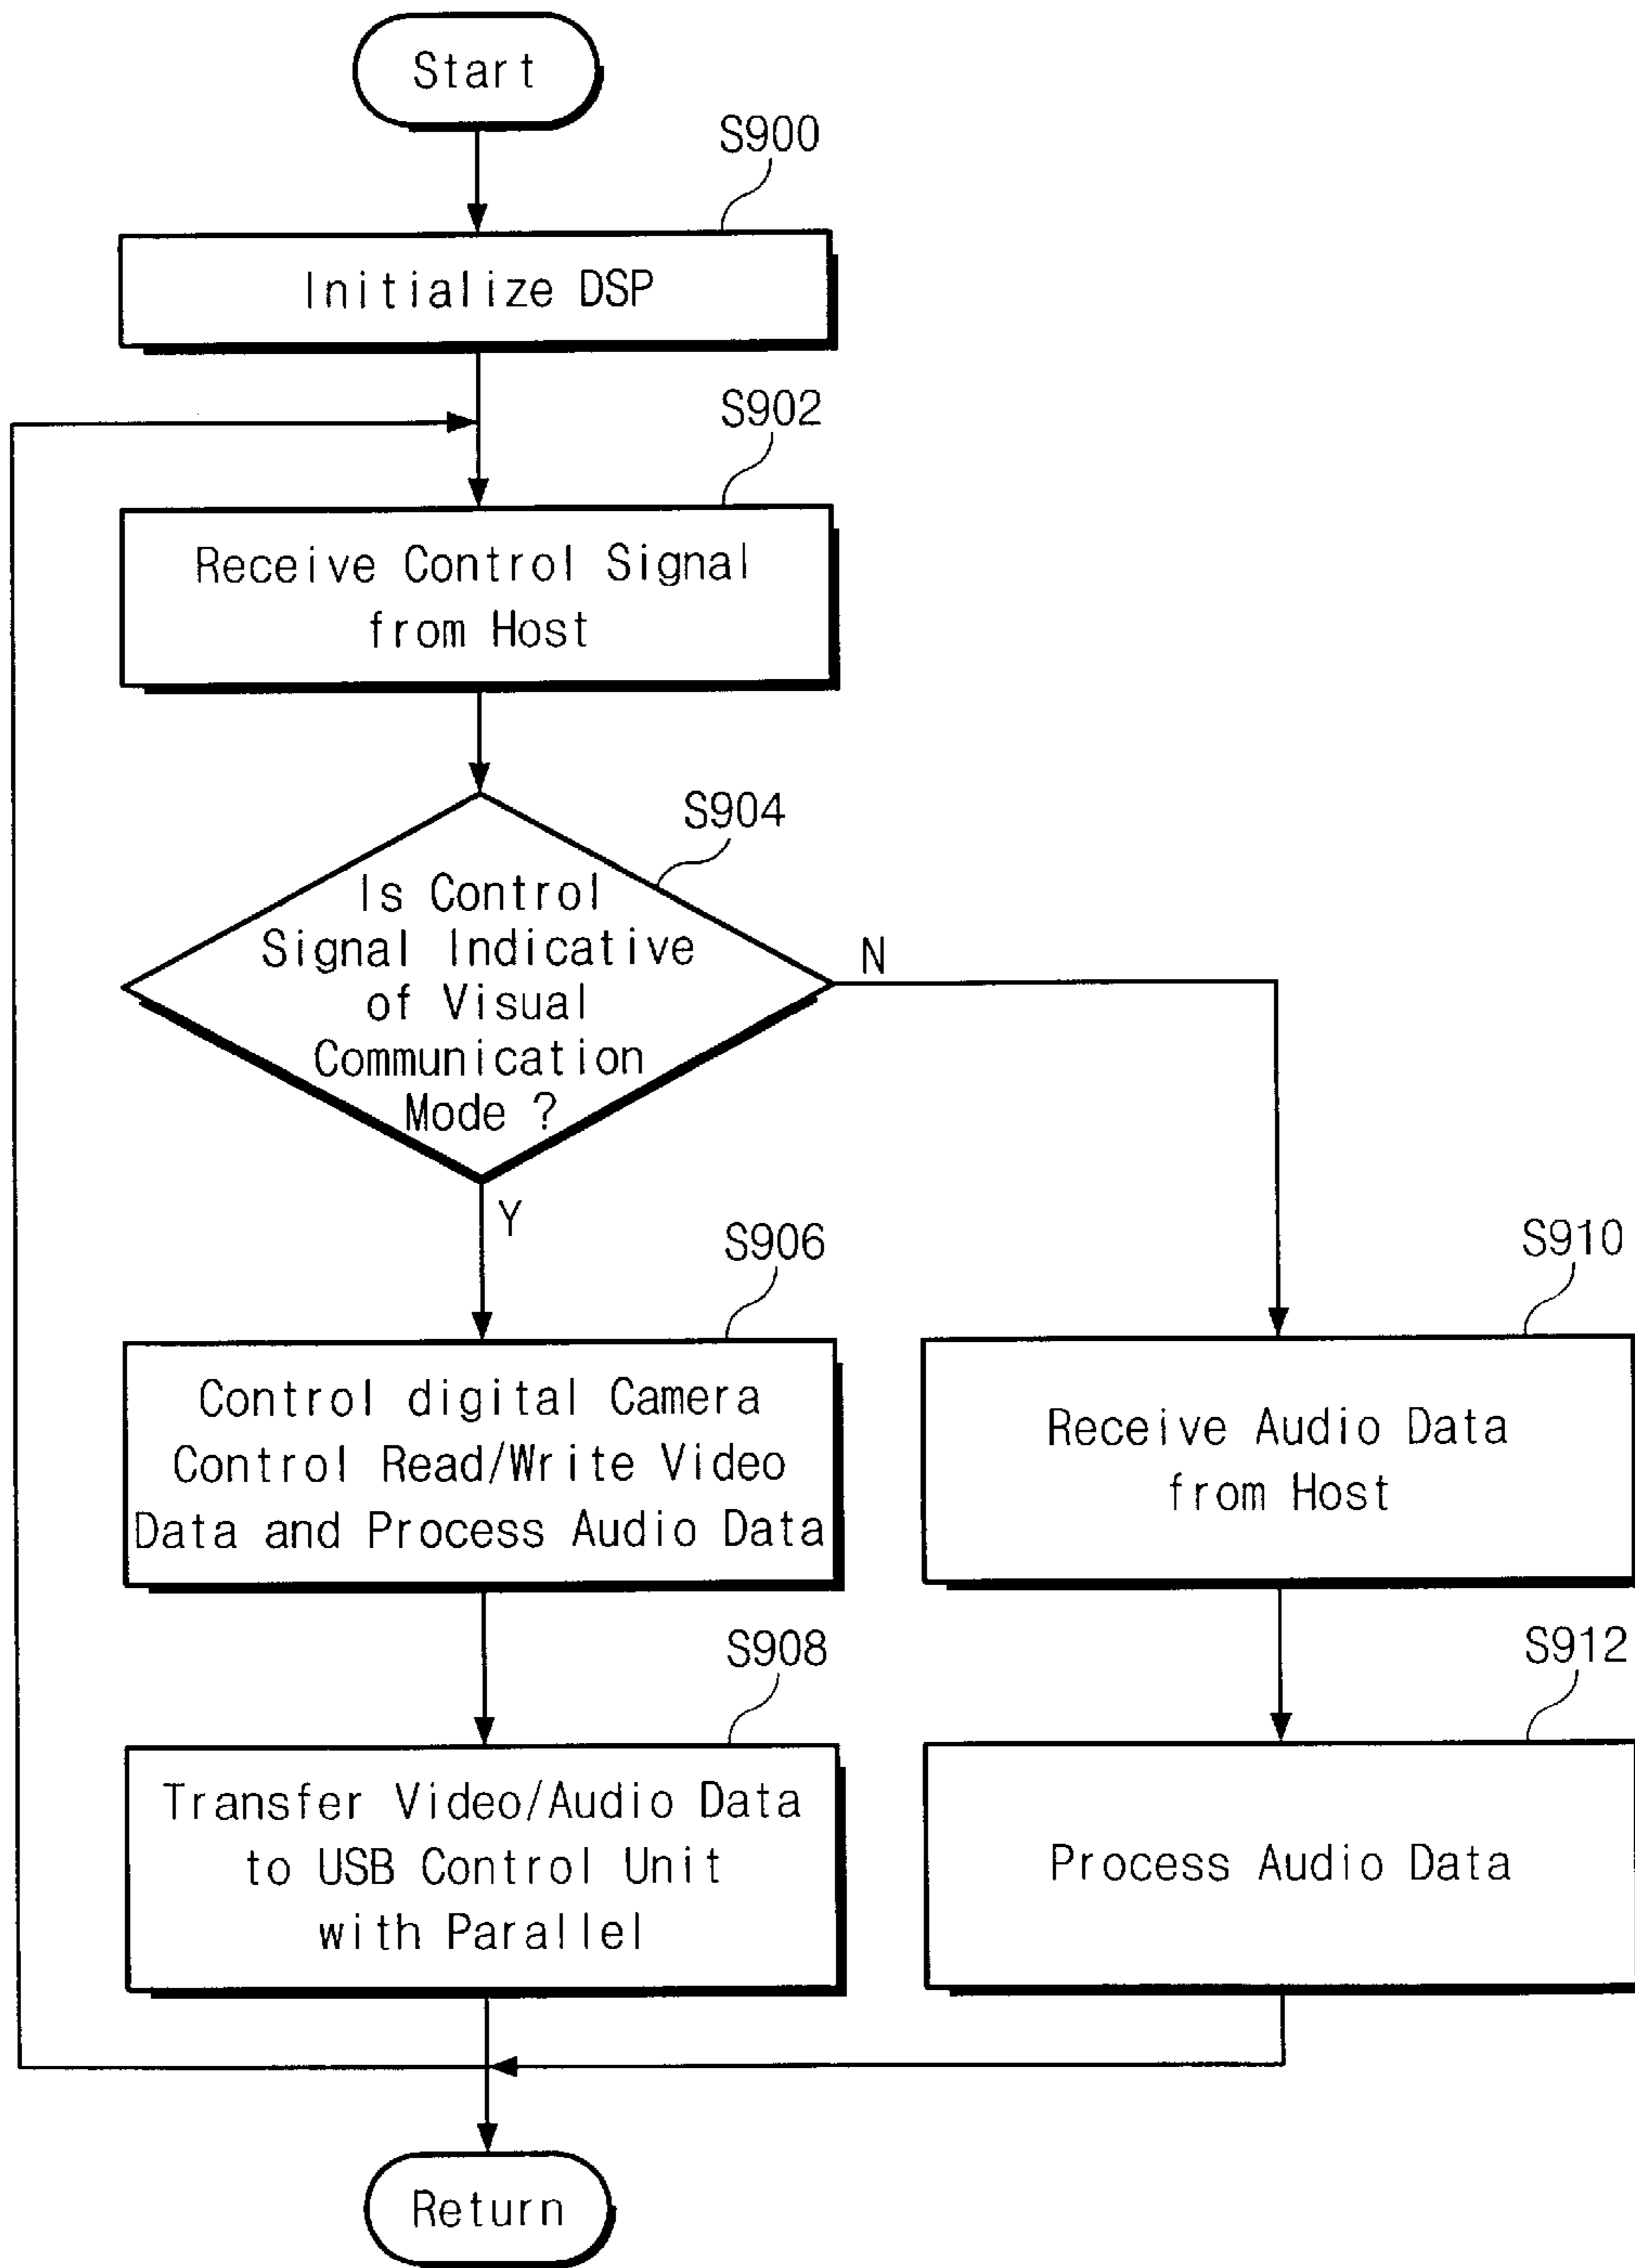 Start
S900
Initialize DSP
S902
Receive Control Signal
from Host
S904
Is Control
Signal Indicative
of Visual
Communication
Mode ?
N
Y
S906
Control digital Camera
Control Read/Write Video
Data and Process Audio Data
S910
Receive Audio Data
from Host
S908
Transfer Video/Audio Data
to USB Control Unit
with Parallel
S912
Process Audio Data
Return